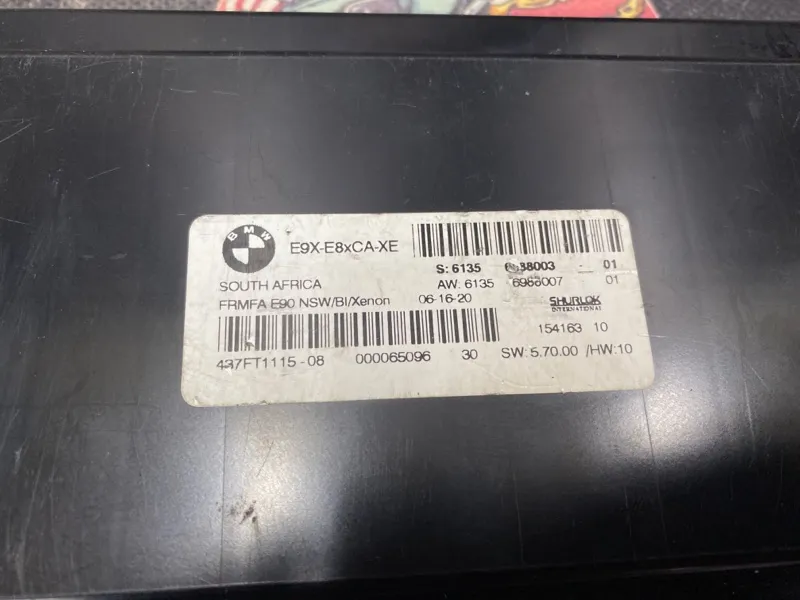 BMW
E9X-E8xCA-XE
S: 6135 01
SOUTH AFRICA
AW: 6135 01
FRMFA E90 NSW/BI/Xenon 06-16-20
SHURLOK
INTERNATIONAL
154163 10
437FT1115-08 000065096 30 SW: 5.70.00 /HW:10